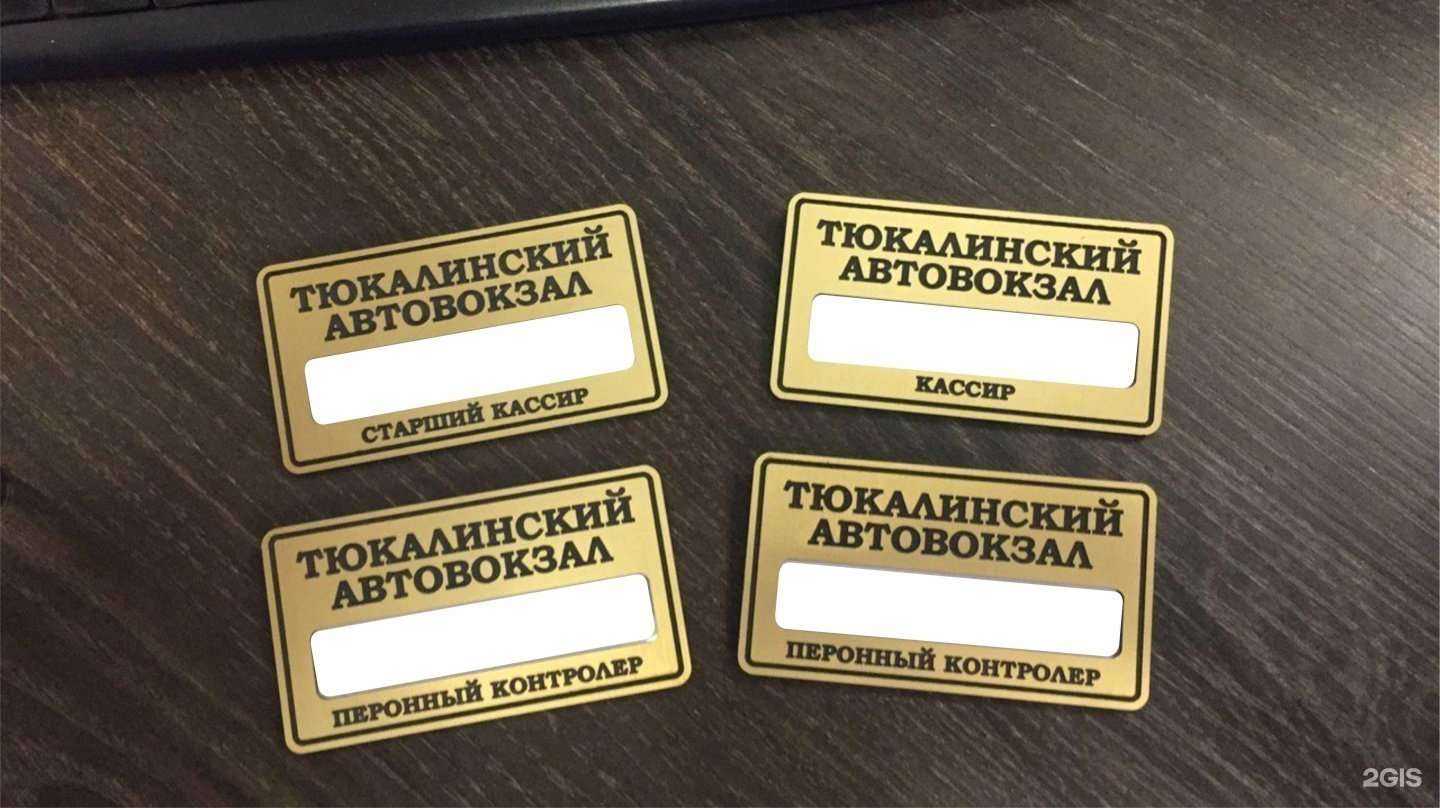 ТЮКАЛИНСКИЙ
АВТОВОКЗАЛ
СТАРШИЙ КАССИР
ТЮКАЛИНСКИЙ
АВТОВОКЗАЛ
КАССИР
ТЮКАЛИНСКИЙ
АВТОВОКЗАЛ
ПЕРОННЫЙ КОНТРОЛЕР
ТЮКАЛИНСКИЙ
АВТОВОКЗАЛ
ПЕРОННЫЙ КОНТРОЛЕР
2GIS